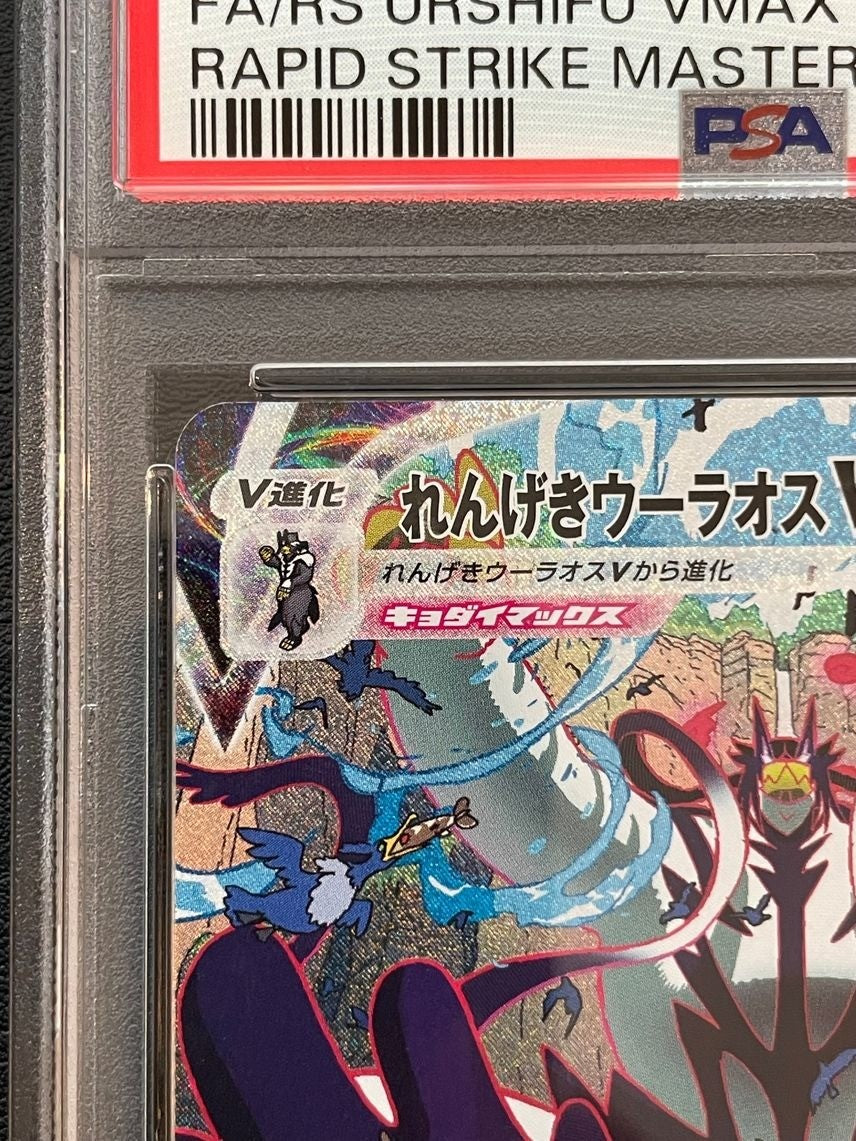 FA/RS URSHIFU VMAX
RAPID STRIKE MASTER
PSA
V進化
れんげきウーラオスV
れんげきウーラオスVから進化
キョダイマックス